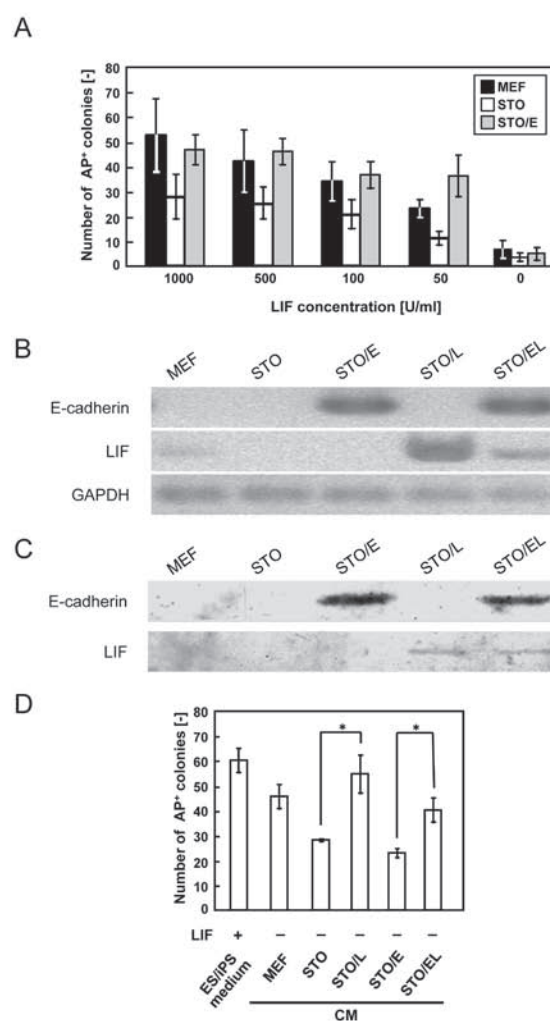 A
Number of AP⁺ colonies [-]
80
70
60
50
40
30
20
10
0
MEF
STO
STO/E
1000 500 100 50 0
LIF concentration [U/ml]
B
MEF STO STO/E STO/L STO/EL
E-cadherin
LIF
GAPDH
C
MEF STO STO/E STO/L STO/EL
E-cadherin
LIF
D
Number of AP⁺ colonies [-]
80
70
60
50
40
30
20
10
0
* *
LIF + – – – – –
ES/iPS medium MEF STO STO/L STO/E STO/EL
CM